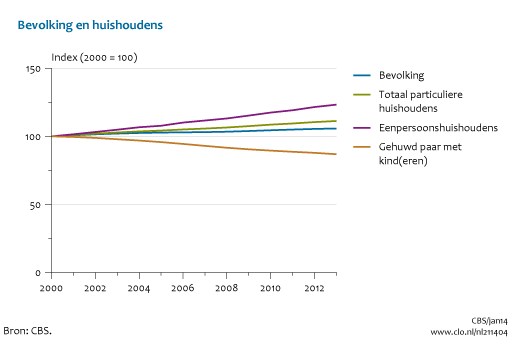 Bevolking en huishoudens
Index (2000 = 100)
150
100
50
0
2000 2002 2004 2006 2008 2010 2012
Bevolking
Totaal particuliere
huishoudens
Eenpersoonshuishoudens
Gehuwd paar met
kind(eren)
Bron: CBS.
CBS/jan14
www.clo.nl/nl211404